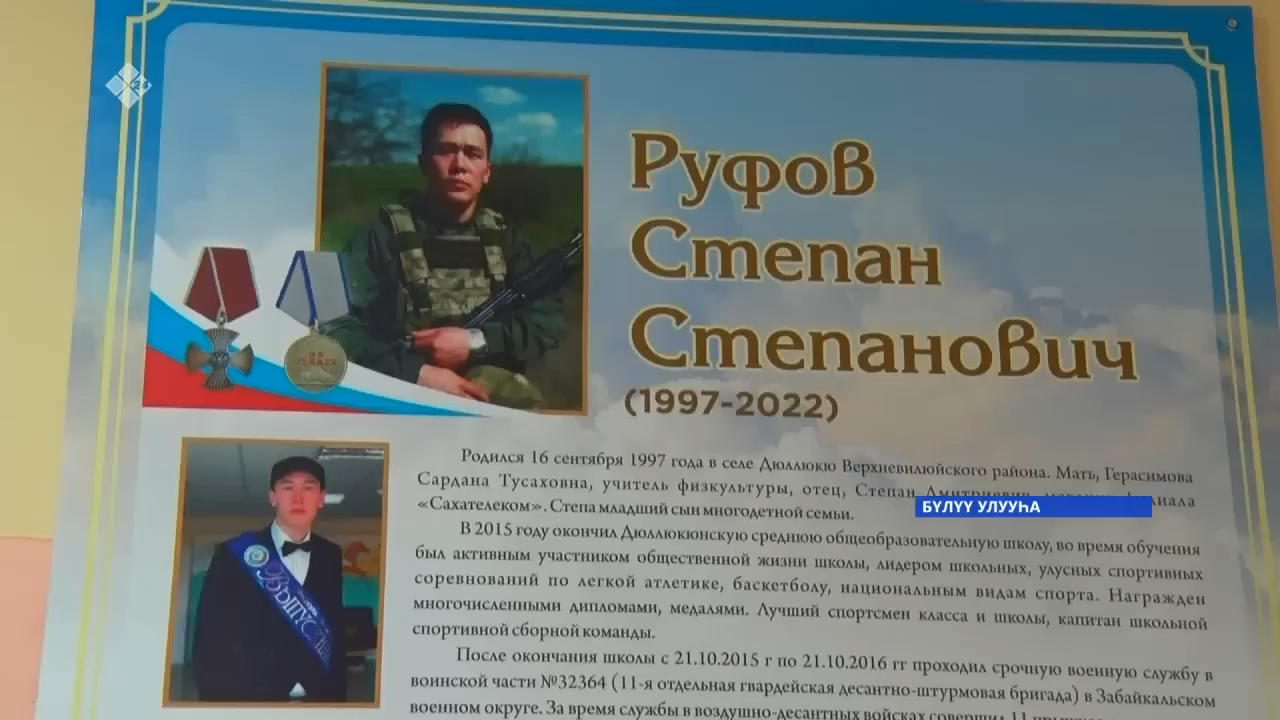 Руфов
Степан
Степанович
(1997-2022)
НА
Родился 16 сентября 1997 года в селе Дюллюкю Верхневилюйского района. Мать, Герасимова
Сардана Тусаховна, учитель физкультуры, отец, Степан Дмитриевич,
«Сахателеком». Степа младший сын многодетной семьи.
БҮЛҮҮ УЛУУҺА
В 2015 году окончил Дюллюкюнскую среднюю общеобразовательную школу, во время обучения
был активным участником общественной жизни школы, лидером школьных, улусных спортивных
соревнований по легкой атлетике, баскетболу, национальным видам спорта. Награжден
многочисленными дипломами, медалями. Лучший спортсмен класса и школы, капитан школьной
спортивной сборной команды.
После окончания школы с 21.10.2015 г по 21.10.2016 гг проходил срочную военную службу в
воинской части №32364 (11-я отдельная гвардейская десантно-штурмовая бригада) в Забайкальском
военном округе. За время службы в воздушно-десантных войсках совершил 11